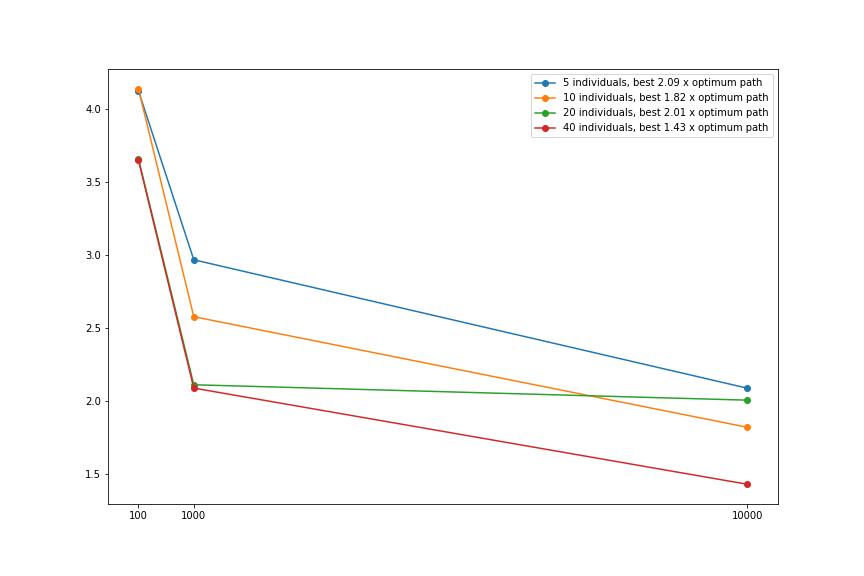 5 individuals, best 2.09 x optimum path
10 individuals, best 1.82 x optimum path
20 individuals, best 2.01 x optimum path
40 individuals, best 1.43 x optimum path
4.0
3.5
3.0
2.5
2.0
1.5
100 1000 10000